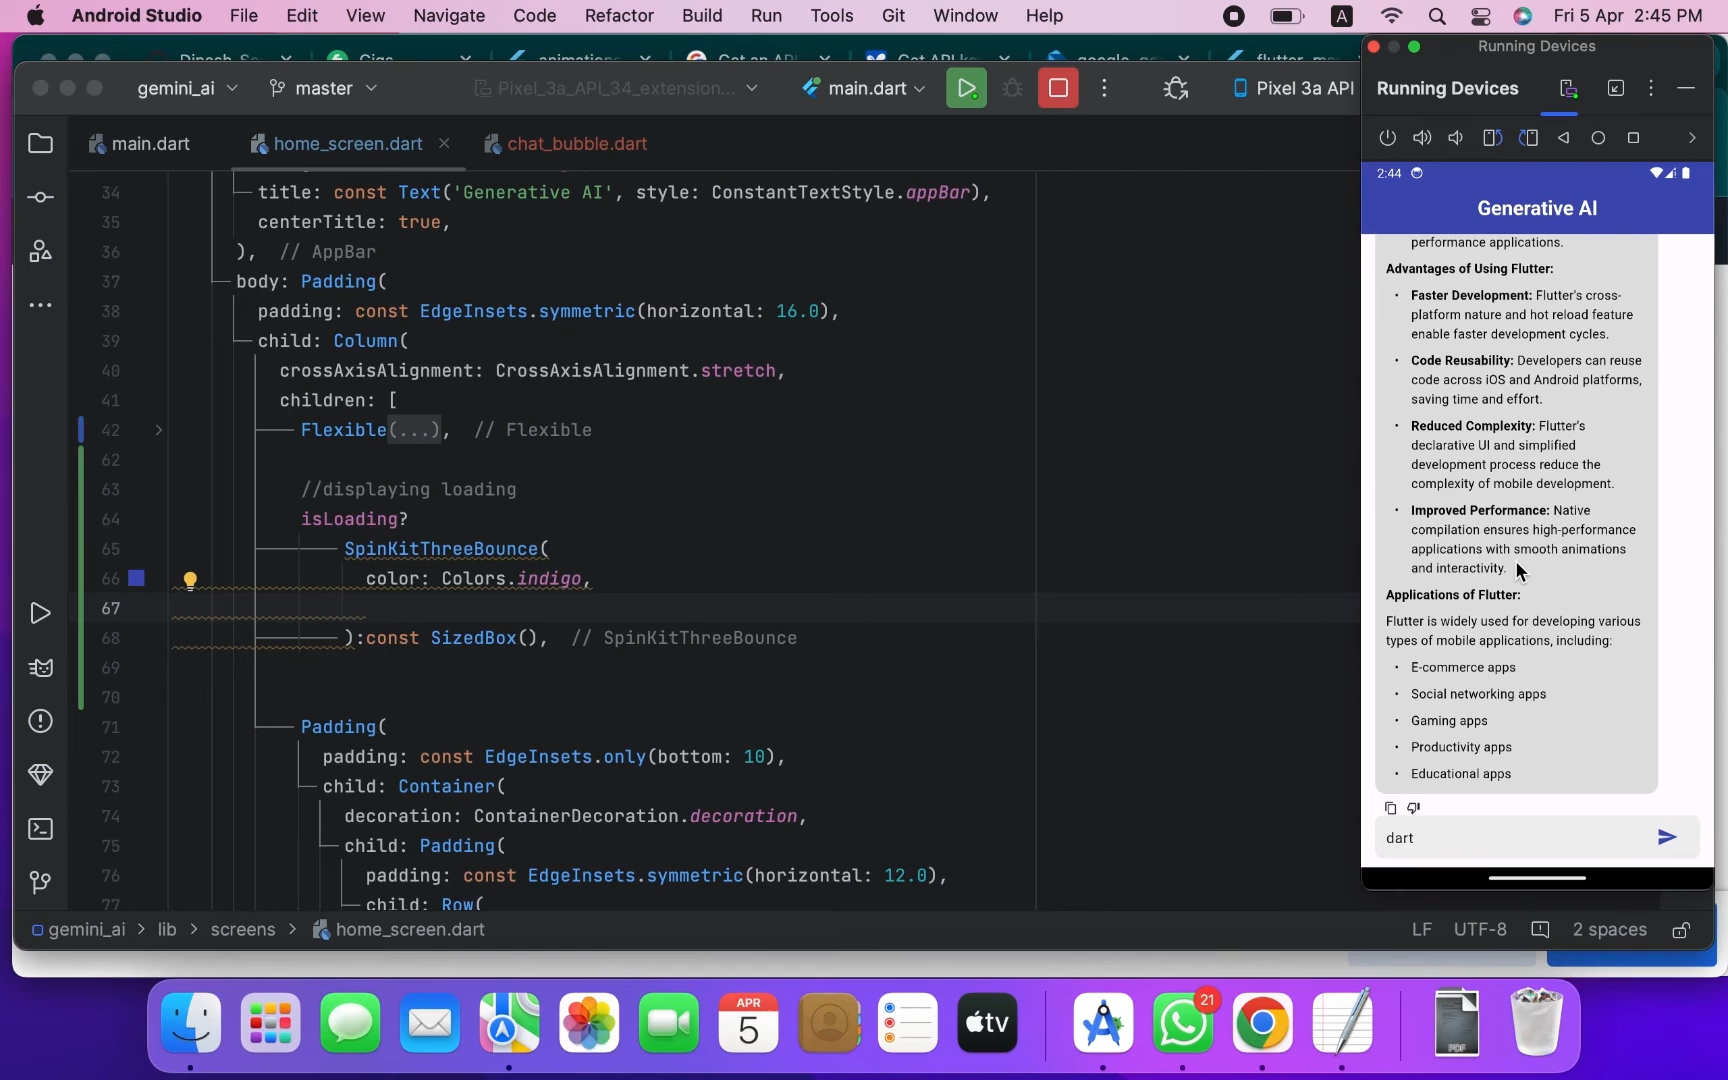 Android Studio File Edit View Navigate Code Refactor Build Run Tools Git Window Help A Fri 5 Apr 2:45 PM
Gigs
gemini_ai master Pixel_3a_API_34_extension... main.dart Pixel 3a API
main.dart home_screen.dart chat_bubble.dart
34 title: const Text('Generative AI', style: ConstantTextStyle.appBar),
35 centerTitle: true,
36 ), // AppBar
37 body: Padding(
38 padding: const EdgeInsets.symmetric(horizontal: 16.0),
39 child: Column(
40 crossAxisAlignment: CrossAxisAlignment.stretch,
41 children: [
42 Flexible(...), // Flexible
62
63 //displaying loading
64 isLoading?
65 SpinKitThreeBounce(
66 color: Colors.indigo,
67
68 ):const SizedBox(), // SpinKitThreeBounce
69
70
71 Padding(
72 padding: const EdgeInsets.only(bottom: 10),
73 child: Container(
74 decoration: ContainerDecoration.decoration,
75 child: Padding(
76 padding: const EdgeInsets.symmetric(horizontal: 12.0),
77 child: Row(
gemini_ai > lib > screens > home_screen.dart LF UTF-8 2 spaces
Running Devices
Running Devices
2:44
Generative AI
performance applications.
Advantages of Using Flutter:
• Faster Development: Flutter's cross-
platform nature and hot reload feature
enable faster development cycles.
• Code Reusability: Developers can reuse
code across iOS and Android platforms,
saving time and effort.
• Reduced Complexity: Flutter's
declarative UI and simplified
development process reduce the
complexity of mobile development.
• Improved Performance: Native
compilation ensures high-performance
applications with smooth animations
and interactivity.
Applications of Flutter:
Flutter is widely used for developing various
types of mobile applications, including:
• E-commerce apps
• Social networking apps
• Gaming apps
• Productivity apps
• Educational apps
dart
APR
5
tv
21
PDF